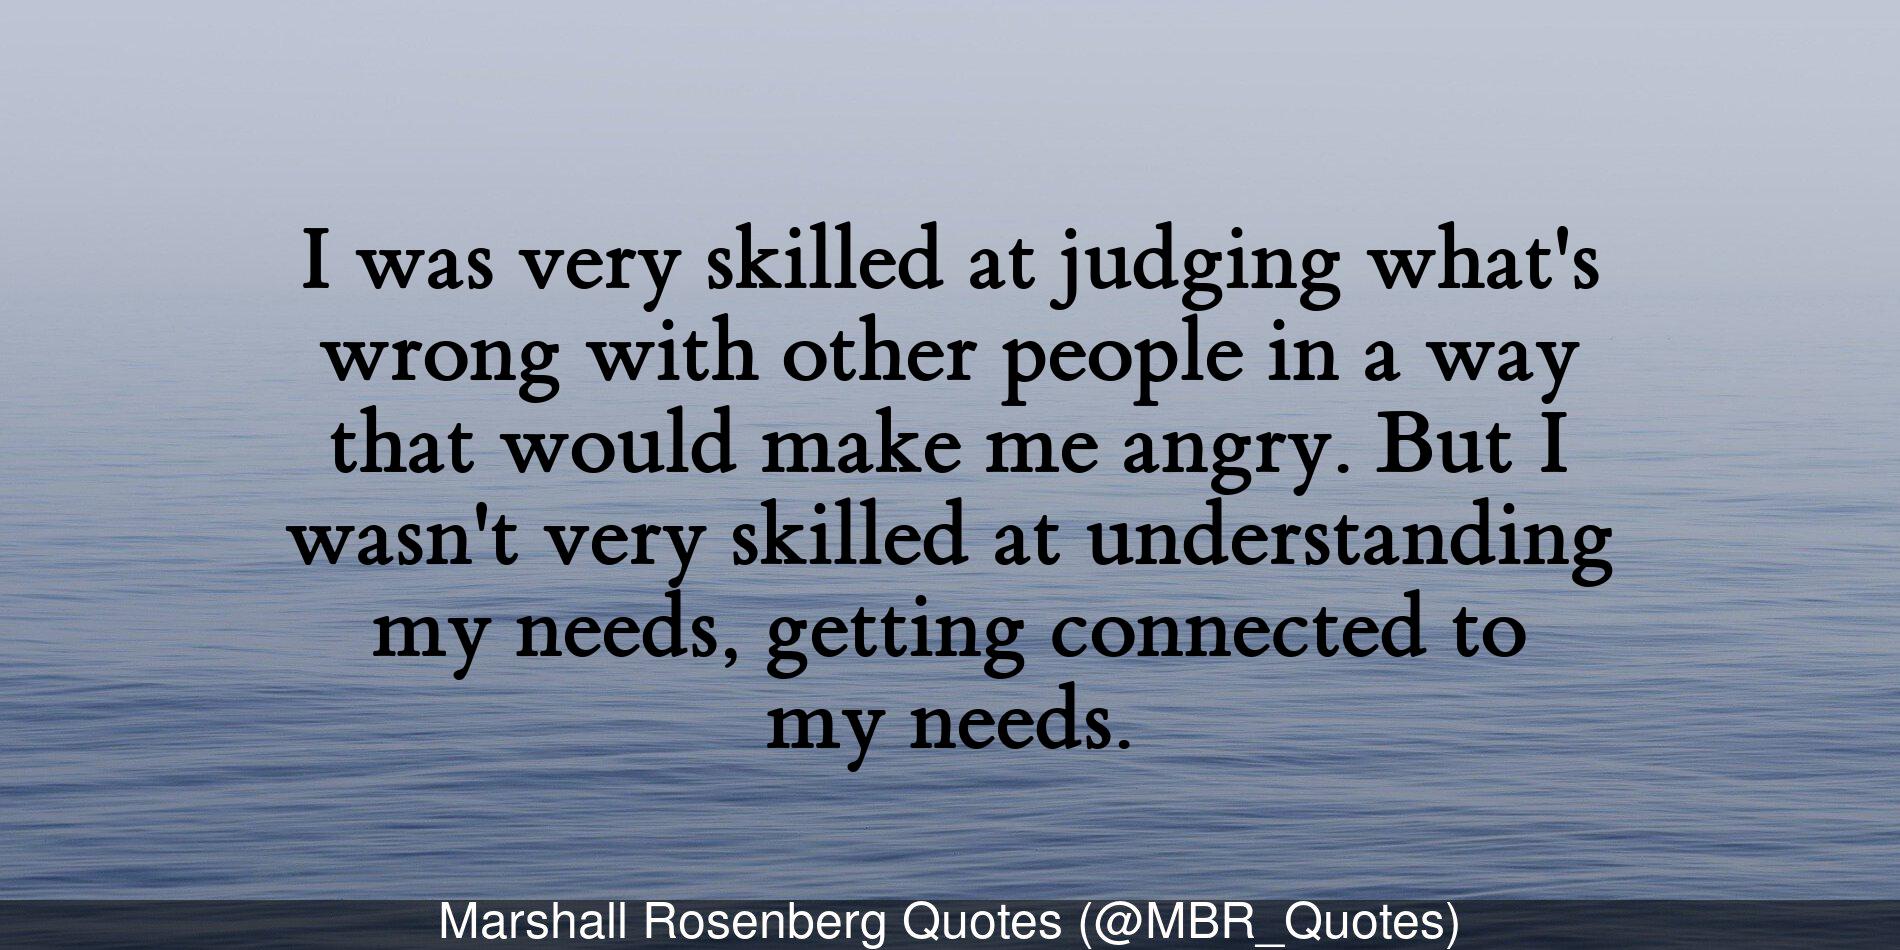 I was very skilled at judging what's
wrong with other people in a way
that would make me angry. But I
wasn't very skilled at understanding
my needs, getting connected to
my needs.
Marshall Rosenberg Quotes (@MBR_Quotes)